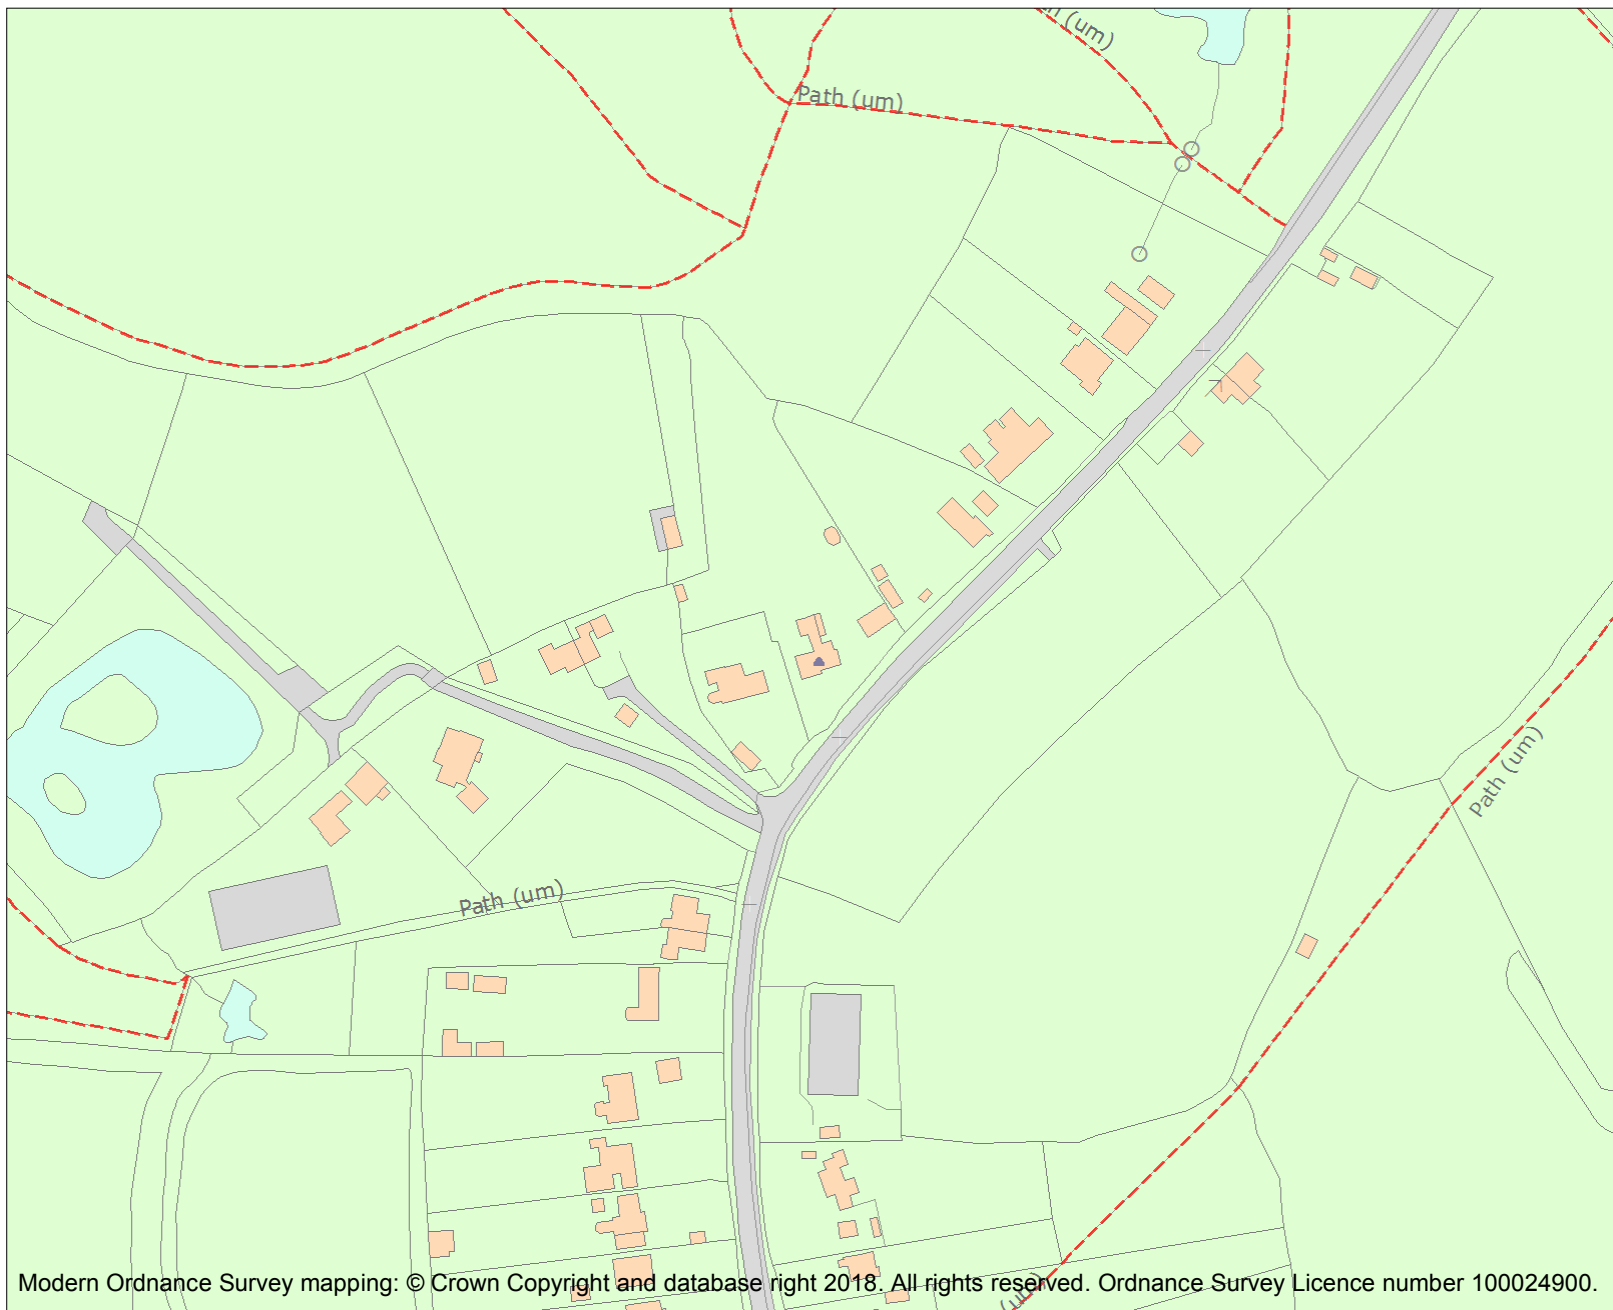 (um)
Path (um)
Path (um)
Path (um)
(um)
Modern Ordnance Survey mapping: © Crown Copyright and database right 2018. All rights reserved. Ordnance Survey Licence number 100024900.